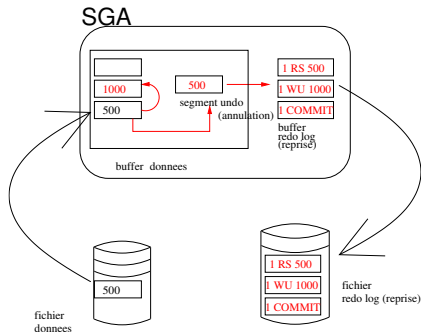 SGA
1000
500
500
segment undo
(annulation)
1 RS 500
1 WU 1000
1 COMMIT
buffer
redo log
(reprise)
buffer donnees
500
fichier
donnees
1 RS 500
1 WU 1000
1 COMMIT
fichier
redo log (reprise)